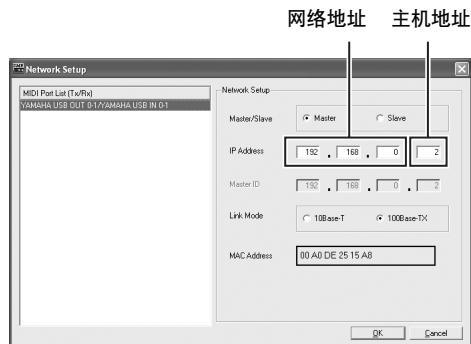 网络地址 主机地址
Network Setup
MIDI Port List (Tx/Rx)
YAMAHA USB OUT 0-1/YAMAHA USB IN 0-1
Network Setup
Master/Slave Master Slave
IP Address 192 . 168 . 0 . 2
Master ID 192 . 168 . 0 . 2
Link Mode 10Base-T 100Base-TX
MAC Address 00 A0 DE 25 15 A8
OK Cancel